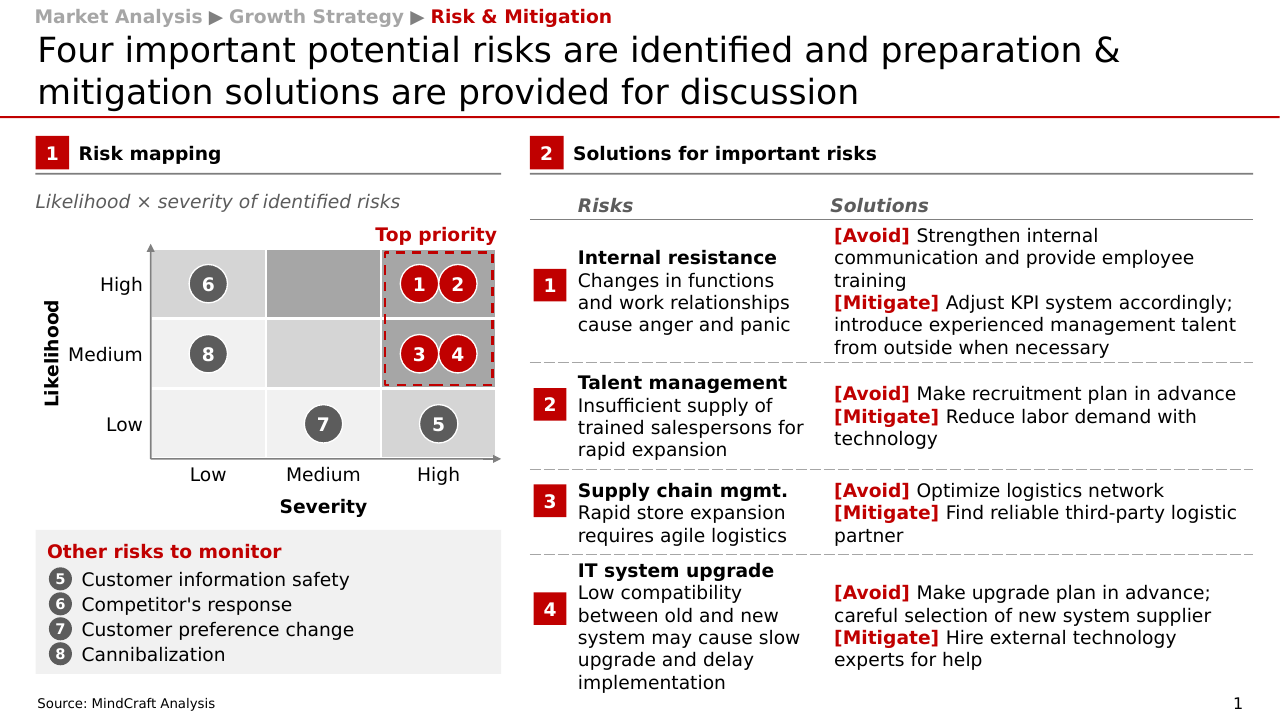 Market Analysis ▶ Growth Strategy ▶ Risk & Mitigation
Four important potential risks are identified and preparation &
mitigation solutions are provided for discussion
1 Risk mapping
Likelihood × severity of identified risks
Top priority
Likelihood
High
6
1 2
Medium
8
3 4
Low
7
5
Low Medium High
Severity
Other risks to monitor
5 Customer information safety
6 Competitor's response
7 Customer preference change
8 Cannibalization
2 Solutions for important risks
Risks Solutions
1
Internal resistance
Changes in functions
and work relationships
cause anger and panic
[Avoid] Strengthen internal
communication and provide employee
training
[Mitigate] Adjust KPI system accordingly;
introduce experienced management talent
from outside when necessary
2
Talent management
Insufficient supply of
trained salespersons for
rapid expansion
[Avoid] Make recruitment plan in advance
[Mitigate] Reduce labor demand with
technology
3
Supply chain mgmt.
Rapid store expansion
requires agile logistics
[Avoid] Optimize logistics network
[Mitigate] Find reliable third-party logistic
partner
4
IT system upgrade
Low compatibility
between old and new
system may cause slow
upgrade and delay
implementation
[Avoid] Make upgrade plan in advance;
careful selection of new system supplier
[Mitigate] Hire external technology
experts for help
Source: MindCraft Analysis
1